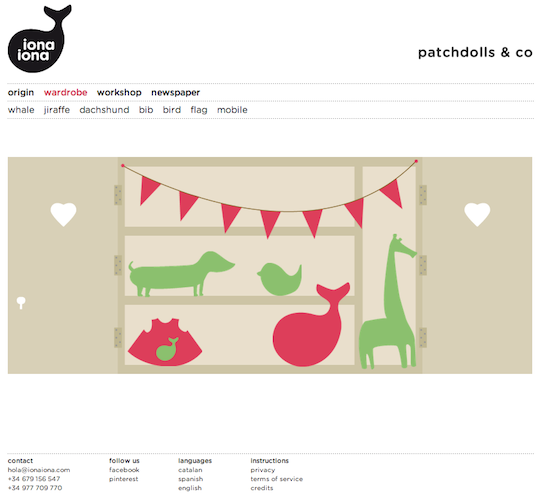 iona
iona
patchdolls & co
origin wardrobe workshop newspaper
whale jiraffe dachshund bib bird flag mobile
contact follow us languages instructions
hola@ionaiona.com facebook catalan privacy
+34 679 156 547 pinterest spanish terms of service
+34 977 709 770 english credits